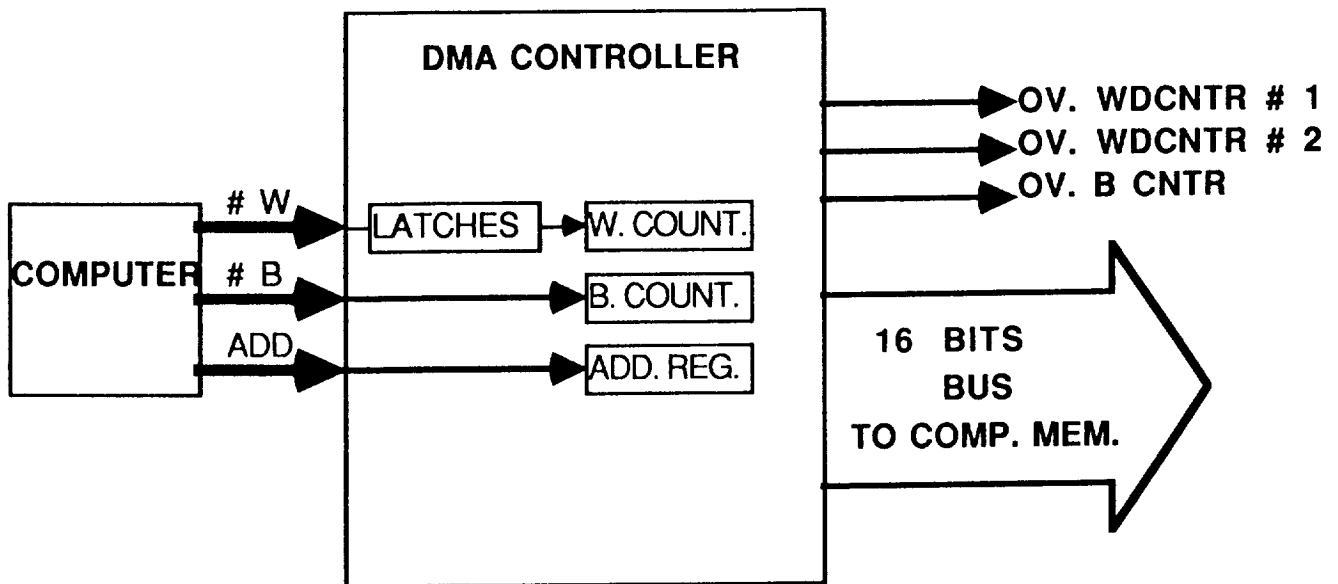 DMA CONTROLLER
OV. WDCNTR # 1
OV. WDCNTR # 2
OV. B CNTR
COMPUTER
# W
# B
ADD
LATCHES
W. COUNT.
B. COUNT.
ADD. REG.
16 BITS
BUS
TO COMP. MEM.